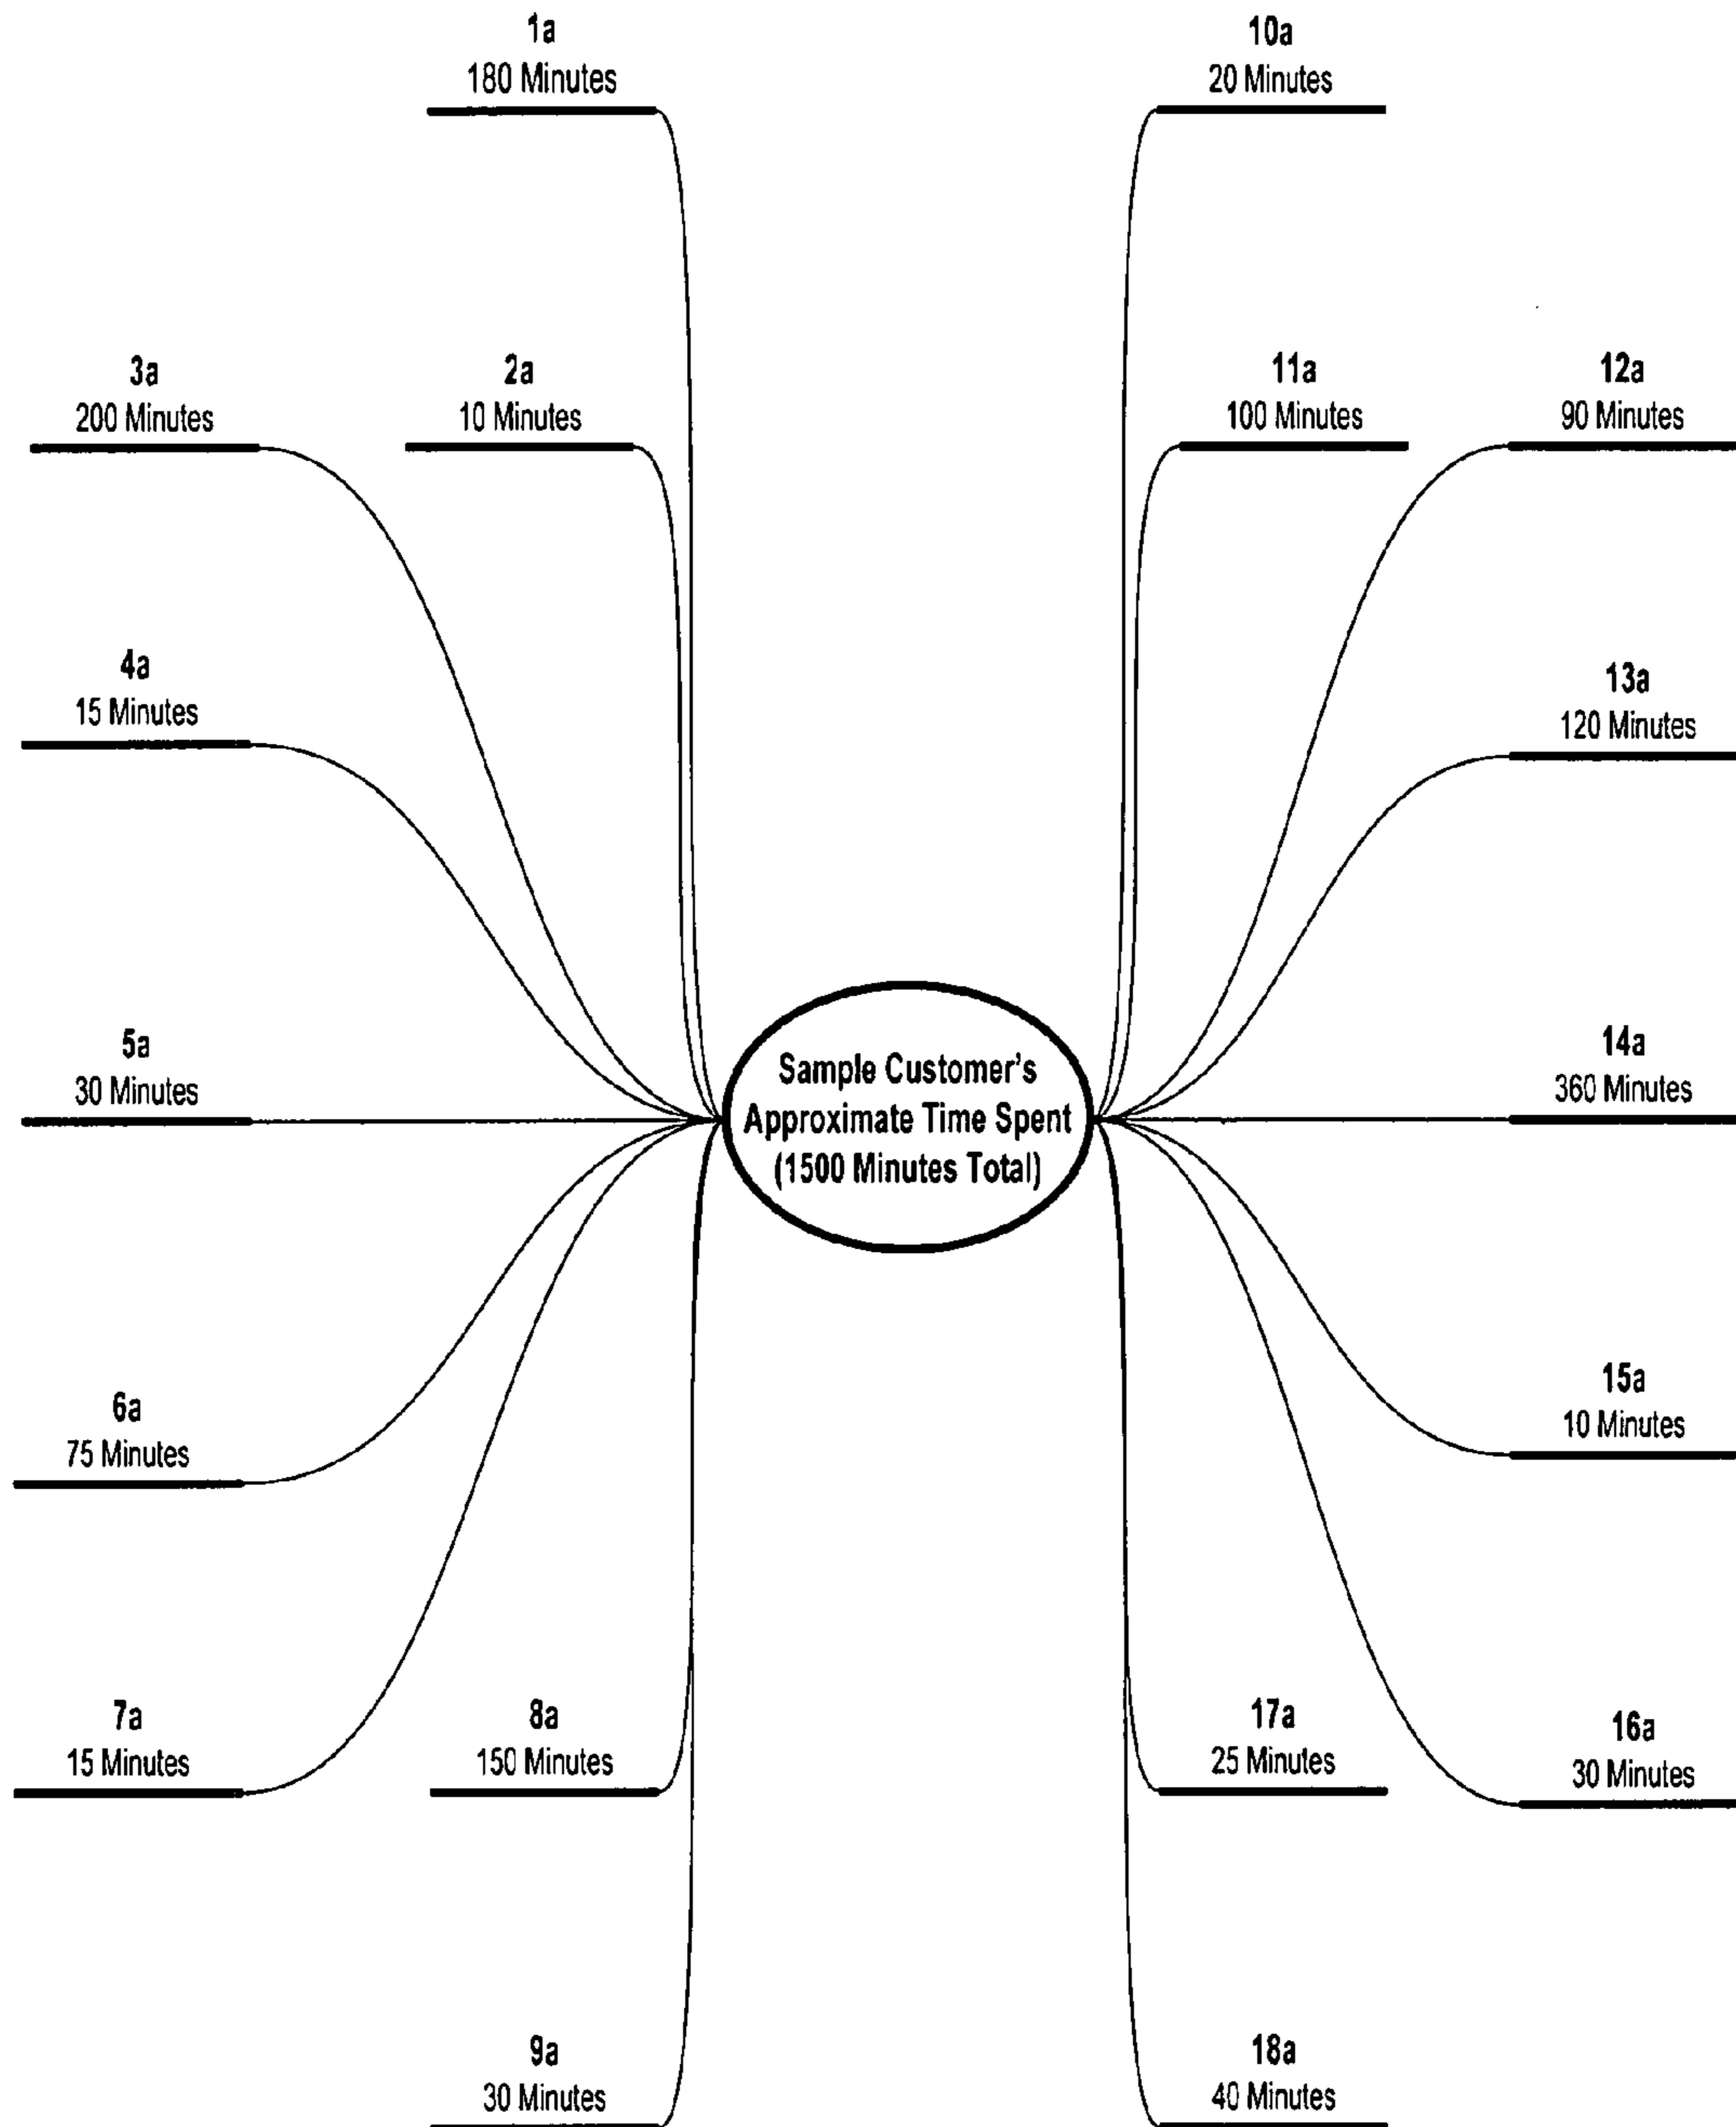 1a
180 Minutes
10a
20 Minutes
3a
200 Minutes
2a
10 Minutes
11a
100 Minutes
12a
90 Minutes
4a
15 Minutes
13a
120 Minutes
5a
30 Minutes
Sample Customer's
Approximate Time Spent
(1500 Minutes Total)
14a
360 Minutes
6a
75 Minutes
15a
10 Minutes
7a
15 Minutes
8a
150 Minutes
17a
25 Minutes
16a
30 Minutes
9a
30 Minutes
18a
40 Minutes